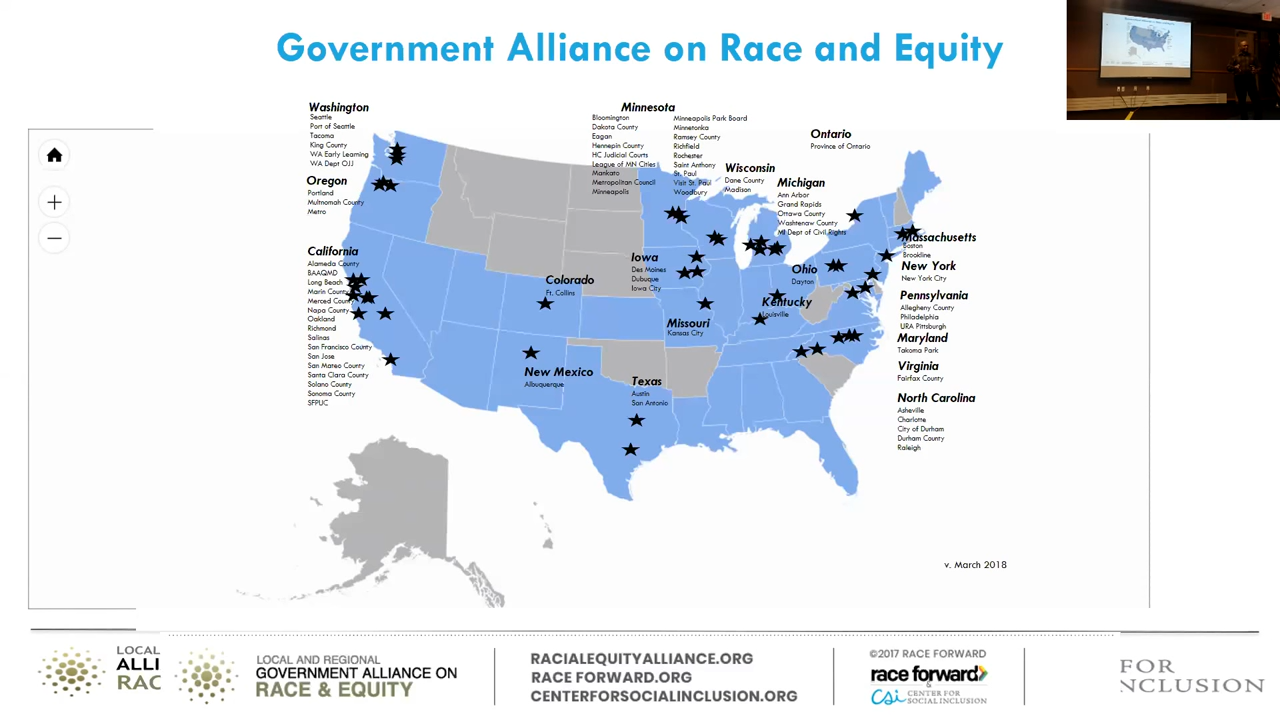 Government Alliance on Race and Equity
Washington
Seattle
Port of Seattle
Tacoma
King County
WA Early Learning
WA Dept OJJ
Oregon
Portland
Multnomah County
Metro
California
Alameda County
BAAQMD
Long Beach
Marin County
Merced County
Napa County
Oakland
Richmond
Salinas
San Francisco County
San Jose
San Mateo County
Santa Clara County
Solano County
Sonoma County
SFPUC
Minnesota
Bloomington
Dakota County
Eagan
Hennepin County
HC Judicial Courts
League of MN Cities
Mankato
Metropolitan Council
Minneapolis
Minneapolis Park Board
Minnetonka
Ramsey County
Richfield
Rochester
Saint Anthony
St. Paul
Visit St. Paul
Woodbury
Wisconsin
Dane County
Madison
Ontario
Province of Ontario
Michigan
Ann Arbor
Grand Rapids
Ottawa County
Washtenaw County
MI Dept of Civil Rights
Iowa
Des Moines
Dubuque
Iowa City
Colorado
Ft. Collins
Ohio
Dayton
Kentucky
Louisville
Missouri
Kansas City
New Mexico
Albuquerque
Texas
Austin
San Antonio
Massachusetts
Boston
Brookline
New York
New York City
Pennsylvania
Allegheny County
Philadelphia
URA Pittsburgh
Maryland
Takoma Park
Virginia
Fairfax County
North Carolina
Asheville
Charlotte
City of Durham
Durham County
Raleigh
v. March 2018
LOCAL
ALLI
RAC
LOCAL AND REGIONAL
GOVERNMENT ALLIANCE ON
RACE & EQUITY
RACIALEQUITYALLIANCE.ORG
RACE FORWARD.ORG
CENTERFORSOCIALINCLUSION.ORG
©2017 RACE FORWARD
race forward
&
CSi CENTER FOR
SOCIAL INCLUSION
FOR
NCLUSION